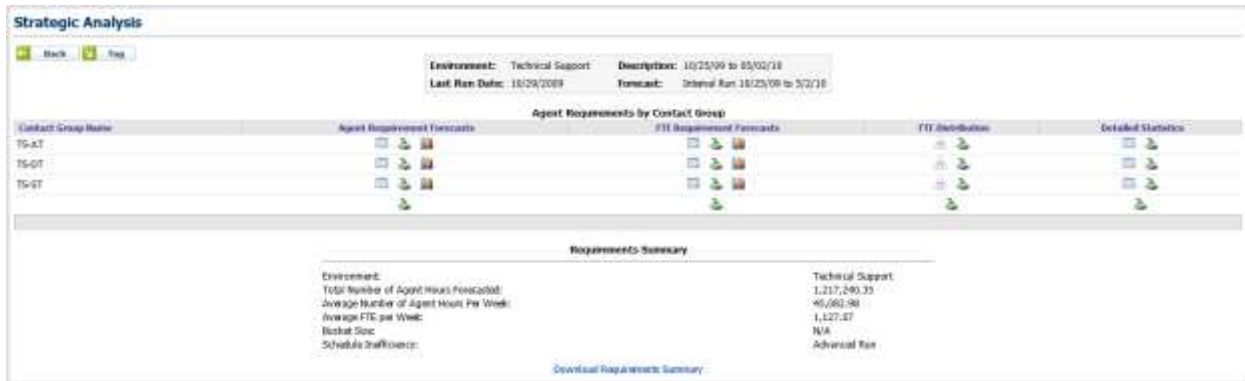 Strategic Analysis
Back Tag
Environment: Technical Support Description: 10/25/09 to 05/02/10
Last Run Date: 10/29/2009 Forecast: Interval Run 10/25/09 to 5/2/10
Agent Requirements by Contact Group
Contact Group Name Agent Requirement Forecasts FTE Requirement Forecasts FTE Distribution Detailed Statistics
TS-AT
TS-DT
TS-ST
Requirements Summary
Environment: Technical Support
Total Number of Agent Hours Forecasted: 1,217,240.35
Average Number of Agent Hours Per Week:
Average FTE per Week:
Bucket Size: N/A
Schedule Inefficiency: Advanced Run
Download Requirements Summary